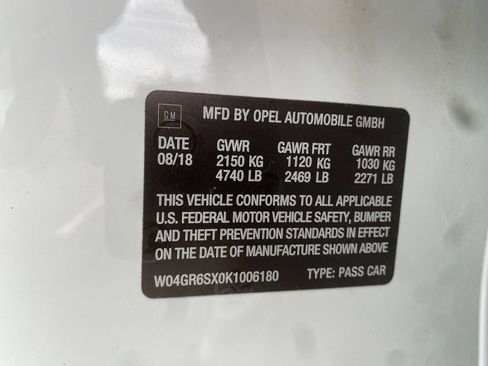 GM MFD BY OPEL AUTOMOBILE GMBH
DATE GVWR GAWR FRT GAWR RR
08/18 2150 KG 1120 KG 1030 KG
4740 LB 2469 LB 2271 LB
THIS VEHICLE CONFORMS TO ALL APPLICABLE
U.S. FEDERAL MOTOR VEHICLE SAFETY, BUMPER
AND THEFT PREVENTION STANDARDS IN EFFECT
ON THE DATE OF MANUFACTURE SHOWN ABOVE
W04GR6SX0K1006180 TYPE: PASS CAR